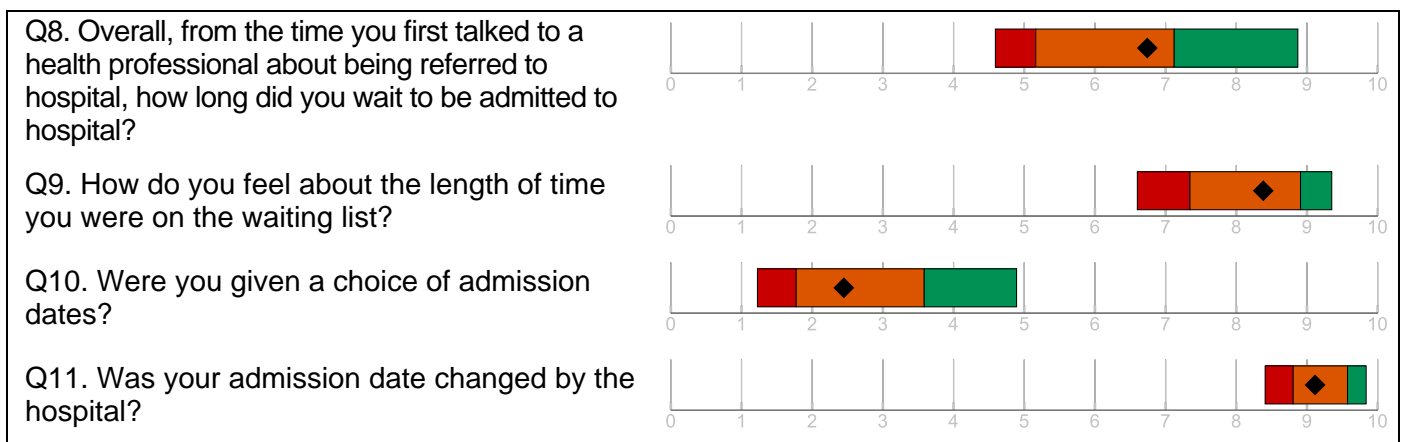 Q8. Overall, from the time you first talked to a
health professional about being referred to
hospital, how long did you wait to be admitted to
hospital?
0 1 2 3 4 5 6 7 8 9 10
Q9. How do you feel about the length of time
you were on the waiting list?
0 1 2 3 4 5 6 7 8 9 10
Q10. Were you given a choice of admission
dates?
0 1 2 3 4 5 6 7 8 9 10
Q11. Was your admission date changed by the
hospital?
0 1 2 3 4 5 6 7 8 9 10